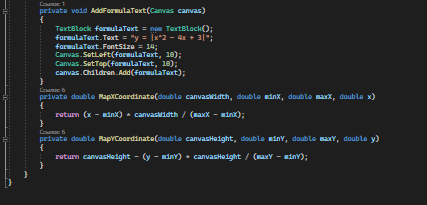 Ссылок: 1
private void AddFormulaText(Canvas canvas)
{
TextBlock formulaText = new TextBlock();
formulaText.Text = "y = |x^2 - 4x + 3|";
formulaText.FontSize = 14;
Canvas.SetLeft(formulaText, 10);
Canvas.SetTop(formulaText, 10);
canvas.Children.Add(formulaText);
}
Ссылок: 6
private double MapXCoordinate(double canvasWidth, double minX, double maxX, double x)
{
return (x - minX) * canvasWidth / (maxX - minX);
}
Ссылок: 6
private double MapYCoordinate(double canvasHeight, double minY, double maxY, double y)
{
return canvasHeight - (y - minY) * canvasHeight / (maxY - minY);
}
}
}